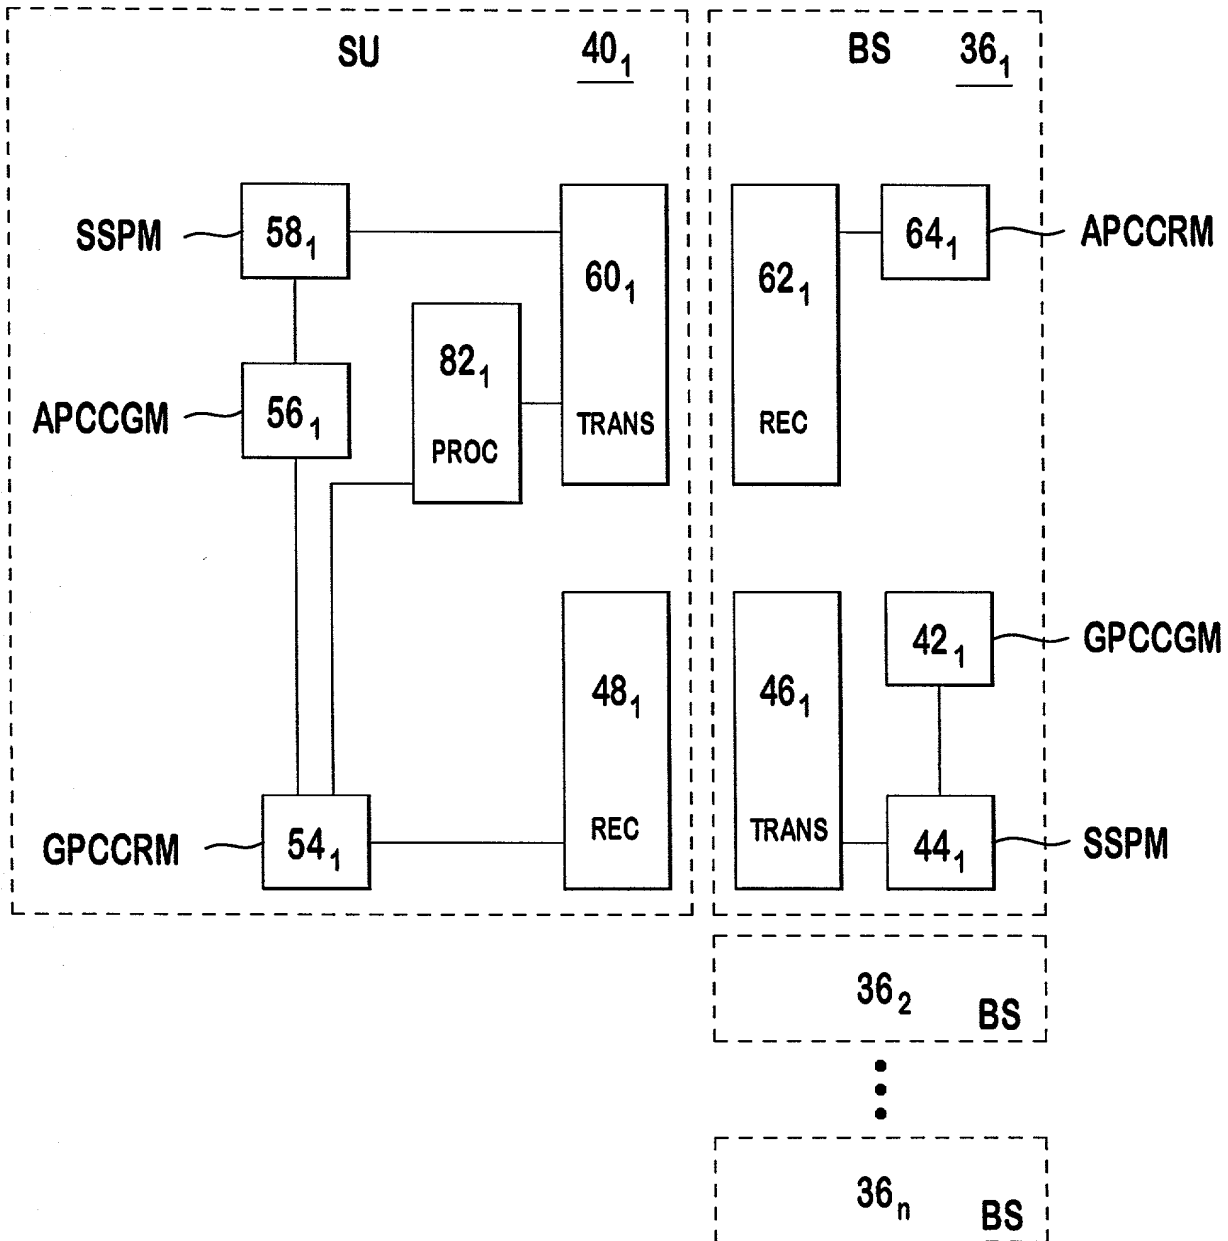 SU 40₁
BS 36₁
SSPM
58₁
60₁
TRANS
62₁
REC
64₁
APCCRM
82₁
PROC
APCCGM
56₁
48₁
REC
46₁
TRANS
42₁
GPCCGM
GPCCRM
54₁
44₁
SSPM
36₂
BS
36ₙ
BS